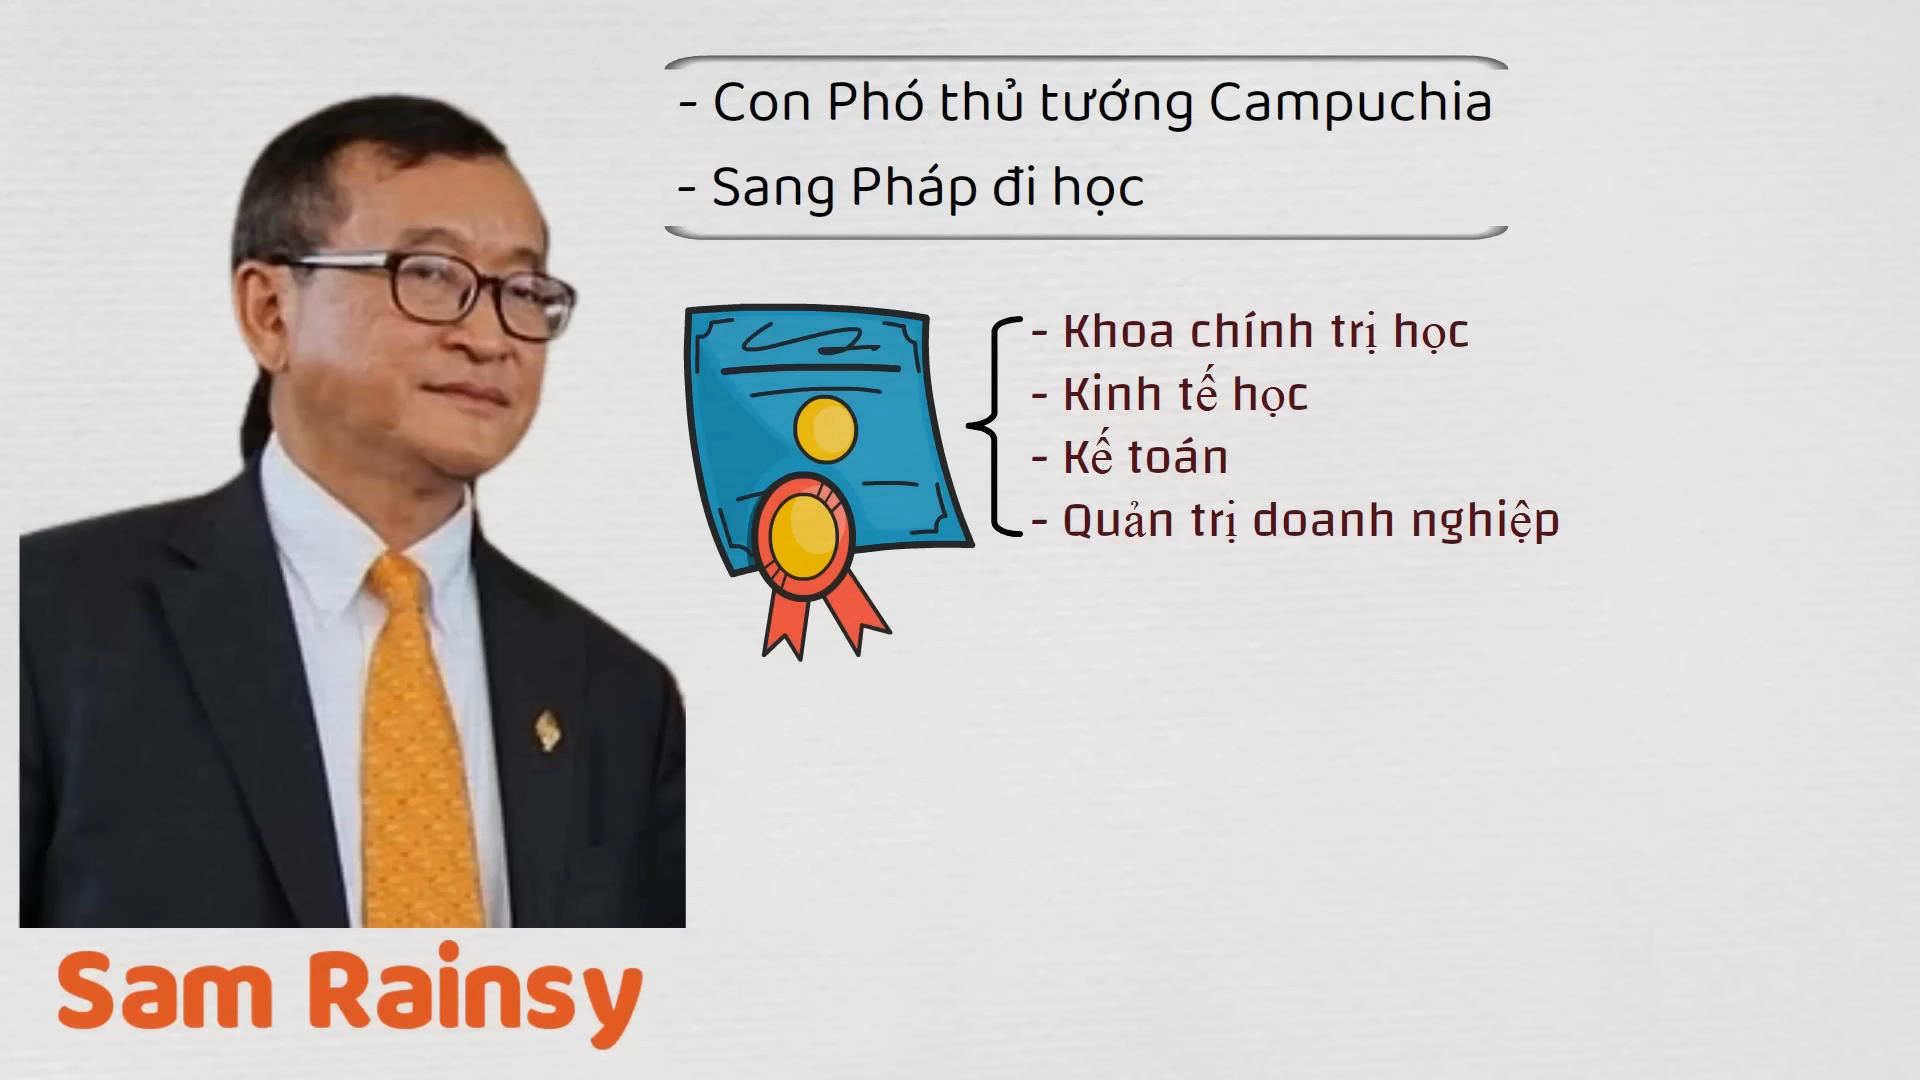 - Con Phó thủ tướng Campuchia
- Sang Pháp đi học
- Khoa chính trị học
- Kinh tế học
- Kế toán
- Quản trị doanh nghiệp
Sam Rainsy